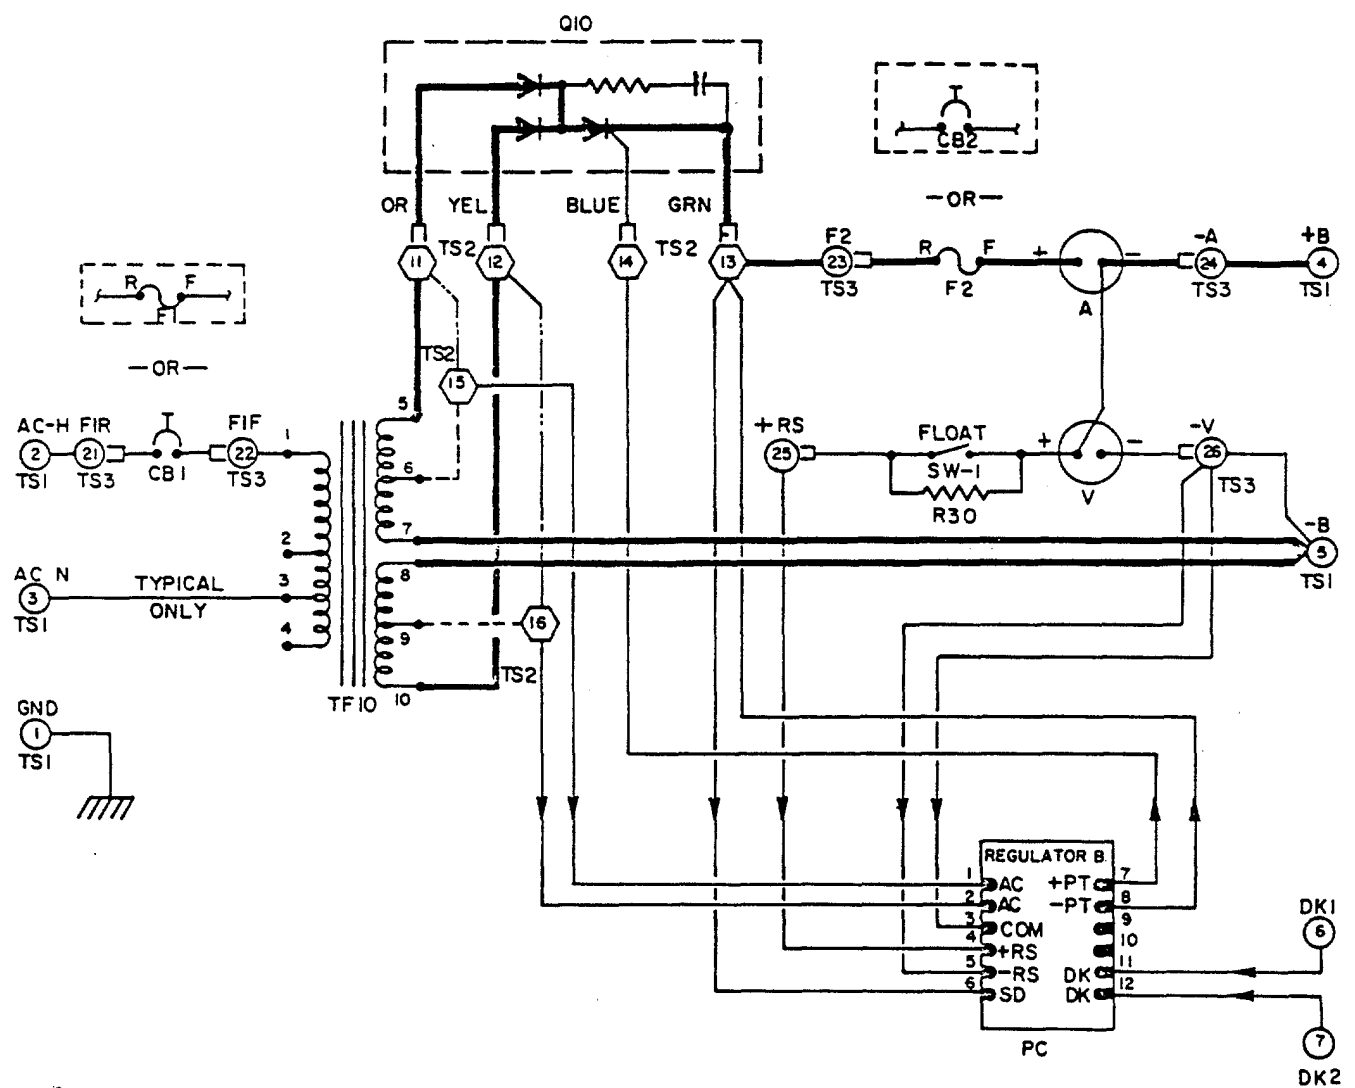 Q10
CB2
-OR-
OR YEL BLUE GRN
TS2 TS2
11 12 14 13
F2
23
TS3
R F
F2
+ -
A
-A
24
TS3
+B
4
TS1
R F
F1
-OR-
TS2
15
AC-H F1R
2 21
TS1 TS3
CB1
F1F
22
TS3
1
2
3
4
5
6
7
8
9
10
TF10
+RS
25
FLOAT
SW-1
R30
+ -
V
-V
26
TS3
-B
5
TS1
AC N
3
TS1
TYPICAL
ONLY
16
TS2
GND
1
TS1
REGULATOR B.
1 AC +PT 7
2 AC -PT 8
3 COM 9
4 +RS 10
5 -RS DK 11
6 SD DK 12
PC
DK1
6
7
DK2